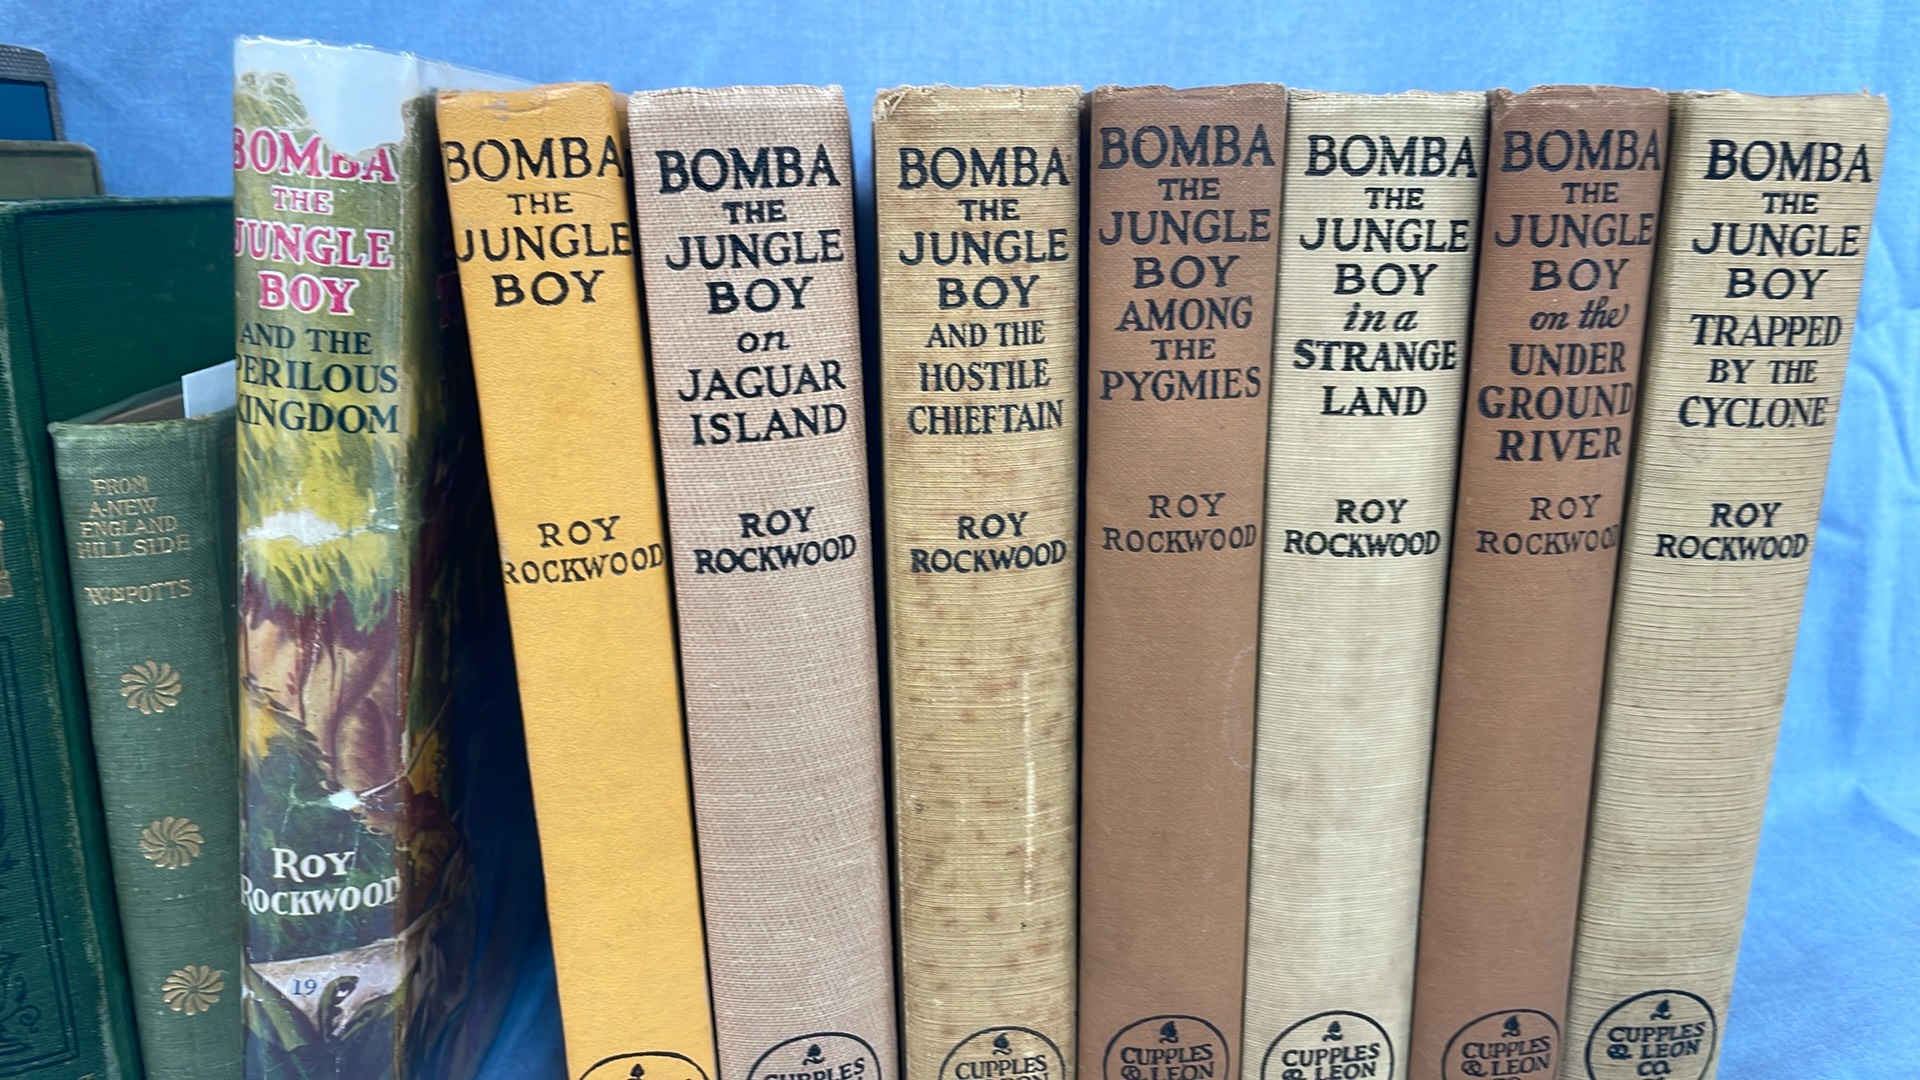 FROM
A·NEW
ENGLAND
HILLSIDE
WM POTTS
BOMBA
THE
JUNGLE
BOY
AND THE
PERILOUS
KINGDOM
ROY
ROCKWOOD
19
BOMBA
THE
JUNGLE
BOY
ROY
ROCKWOOD
BOMBA
THE
JUNGLE
BOY
on
JAGUAR
ISLAND
ROY
ROCKWOOD
CUPPLES
BOMBA
THE
JUNGLE
BOY
AND THE
HOSTILE
CHIEFTAIN
ROY
ROCKWOOD
CUPPLES
& LEON
BOMBA
THE
JUNGLE
BOY
AMONG
THE
PYGMIES
ROY
ROCKWOOD
CUPPLES
& LEON
BOMBA
THE
JUNGLE
BOY
in a
STRANGE
LAND
ROY
ROCKWOOD
CUPPLES
& LEON
BOMBA
THE
JUNGLE
BOY
on the
UNDER
GROUND
RIVER
ROY
ROCKWOOD
CUPPLES
& LEON
BOMBA
THE
JUNGLE
BOY
TRAPPED
BY THE
CYCLONE
ROY
ROCKWOOD
CUPPLES
& LEON
CO